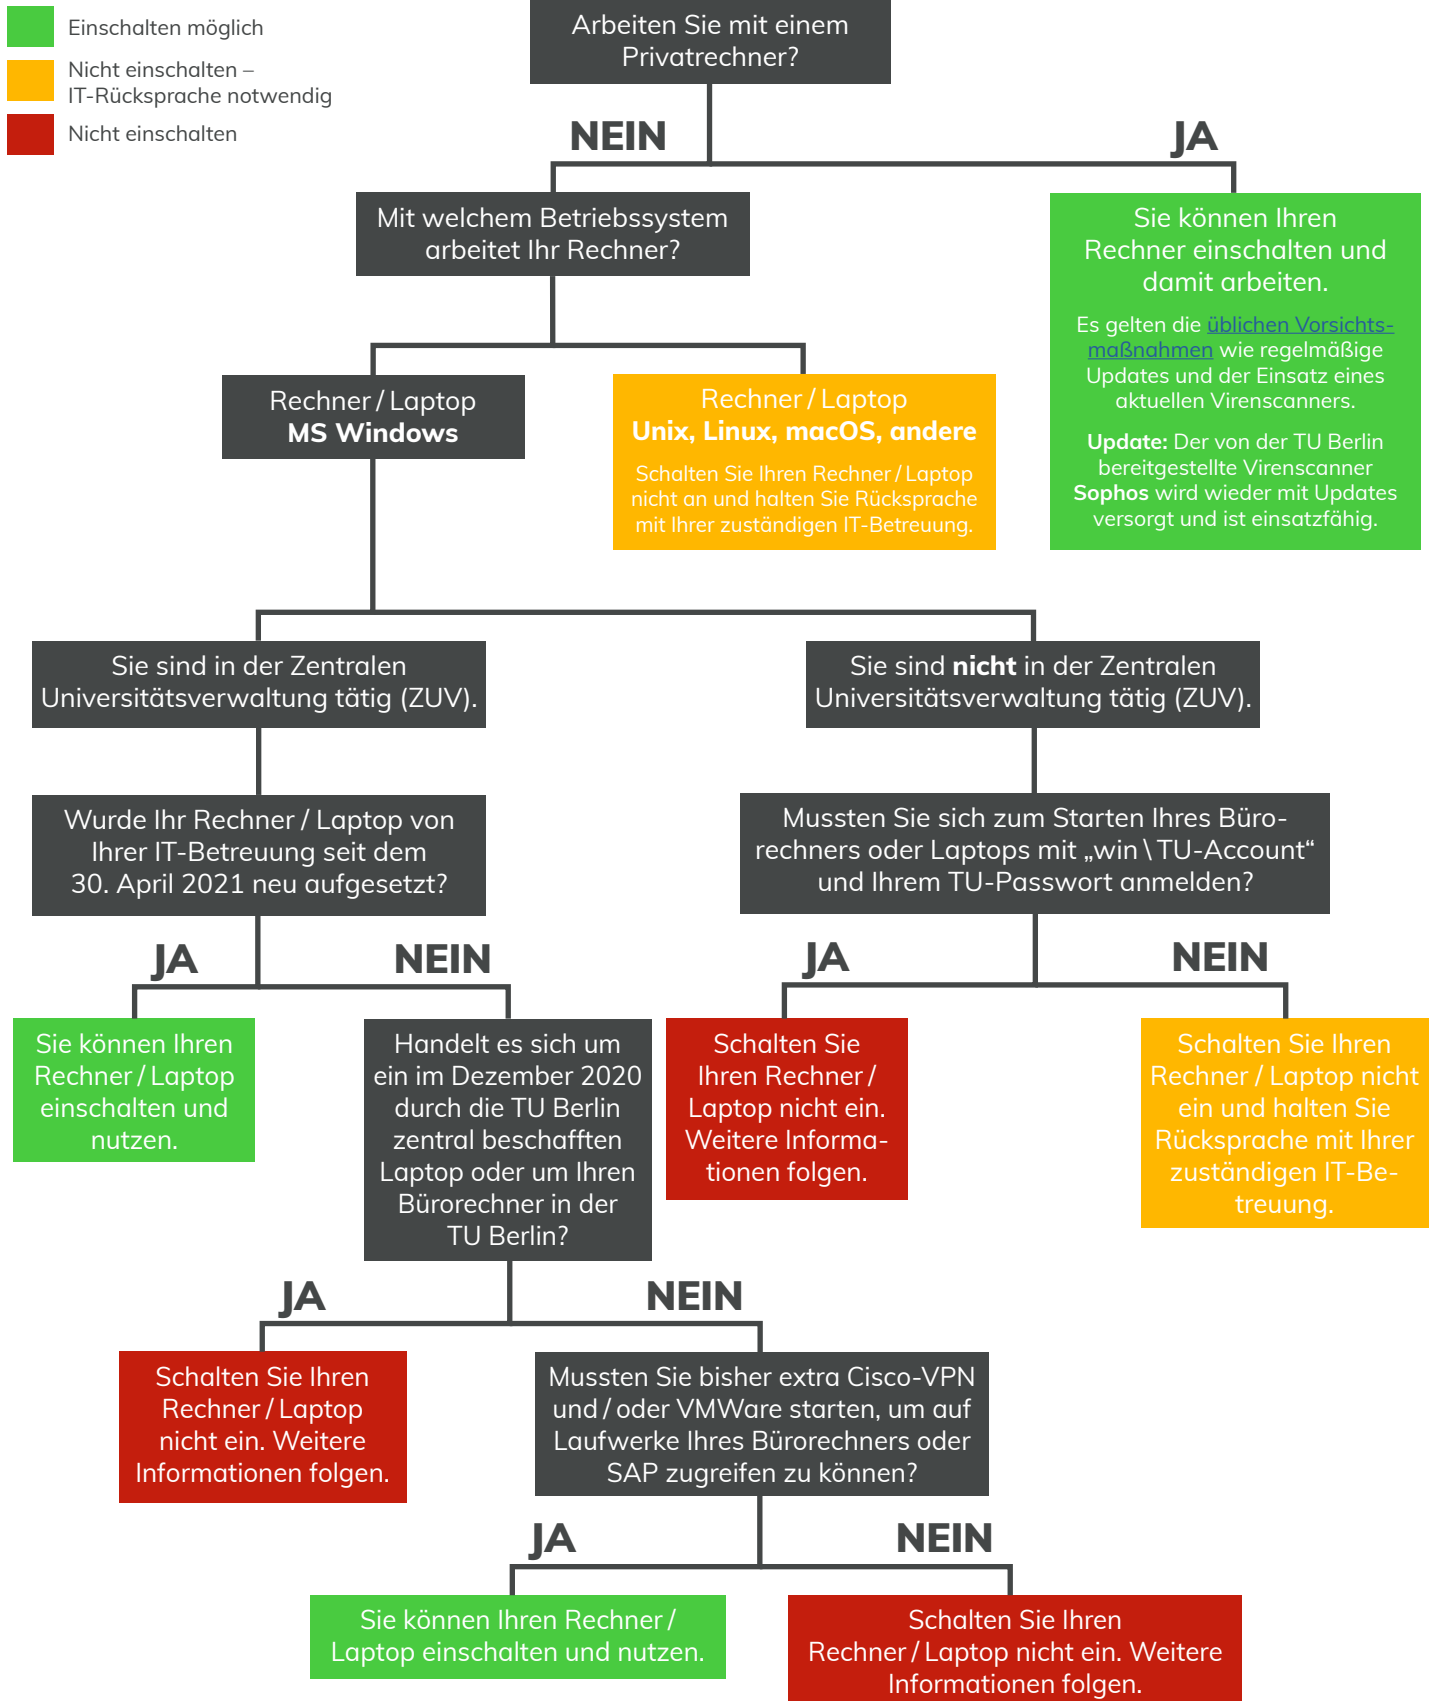 Einschalten möglich
Nicht einschalten –
IT-Rücksprache notwendig
Nicht einschalten
Arbeiten Sie mit einem
Privatrechner?
NEIN
JA
Mit welchem Betriebssystem
arbeitet Ihr Rechner?
Sie können Ihren
Rechner einschalten und
damit arbeiten.
Es gelten die üblichen Vorsichts-
maßnahmen wie regelmäßige
Updates und der Einsatz eines
aktuellen Virenscanners.
Update: Der von der TU Berlin
bereitgestellte Virenscanner
Sophos wird wieder mit Updates
versorgt und ist einsatzfähig.
Rechner / Laptop
MS Windows
Rechner / Laptop
Unix, Linux, macOS, andere
Schalten Sie Ihren Rechner / Laptop
nicht an und halten Sie Rücksprache
mit Ihrer zuständigen IT-Betreuung.
Sie sind in der Zentralen
Universitätsverwaltung tätig (ZUV).
Sie sind nicht in der Zentralen
Universitätsverwaltung tätig (ZUV).
Wurde Ihr Rechner / Laptop von
Ihrer IT-Betreuung seit dem
30. April 2021 neu aufgesetzt?
Mussten Sie sich zum Starten Ihres Büro-
rechners oder Laptops mit „win \ TU-Account“
und Ihrem TU-Passwort anmelden?
JA
NEIN
JA
NEIN
Sie können Ihren
Rechner / Laptop
einschalten und
nutzen.
Handelt es sich um
ein im Dezember 2020
durch die TU Berlin
zentral beschafften
Laptop oder um Ihren
Bürorechner in der
TU Berlin?
Schalten Sie
Ihren Rechner /
Laptop nicht ein.
Weitere Informa-
tionen folgen.
Schalten Sie Ihren
Rechner / Laptop nicht
ein und halten Sie
Rücksprache mit Ihrer
zuständigen IT-Be-
treuung.
JA
NEIN
Schalten Sie Ihren
Rechner / Laptop
nicht ein. Weitere
Informationen folgen.
Mussten Sie bisher extra Cisco-VPN
und / oder VMWare starten, um auf
Laufwerke Ihres Bürorechners oder
SAP zugreifen zu können?
JA
NEIN
Sie können Ihren Rechner /
Laptop einschalten und nutzen.
Schalten Sie Ihren
Rechner / Laptop nicht ein. Weitere
Informationen folgen.